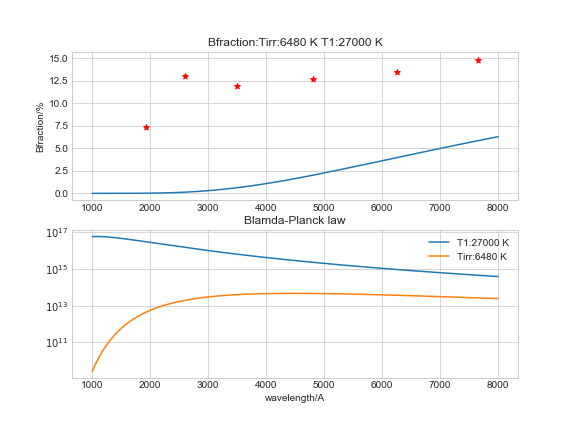 Bfraction:Tirr:6480 K T1:27000 K
Bfraction/%
15.0
12.5
10.0
7.5
5.0
2.5
0.0
1000 2000 3000 4000 5000 6000 7000 8000
Blamda-Planck law
10^17
10^15
10^13
10^11
T1:27000 K
Tirr:6480 K
1000 2000 3000 4000 5000 6000 7000 8000
wavelength/A